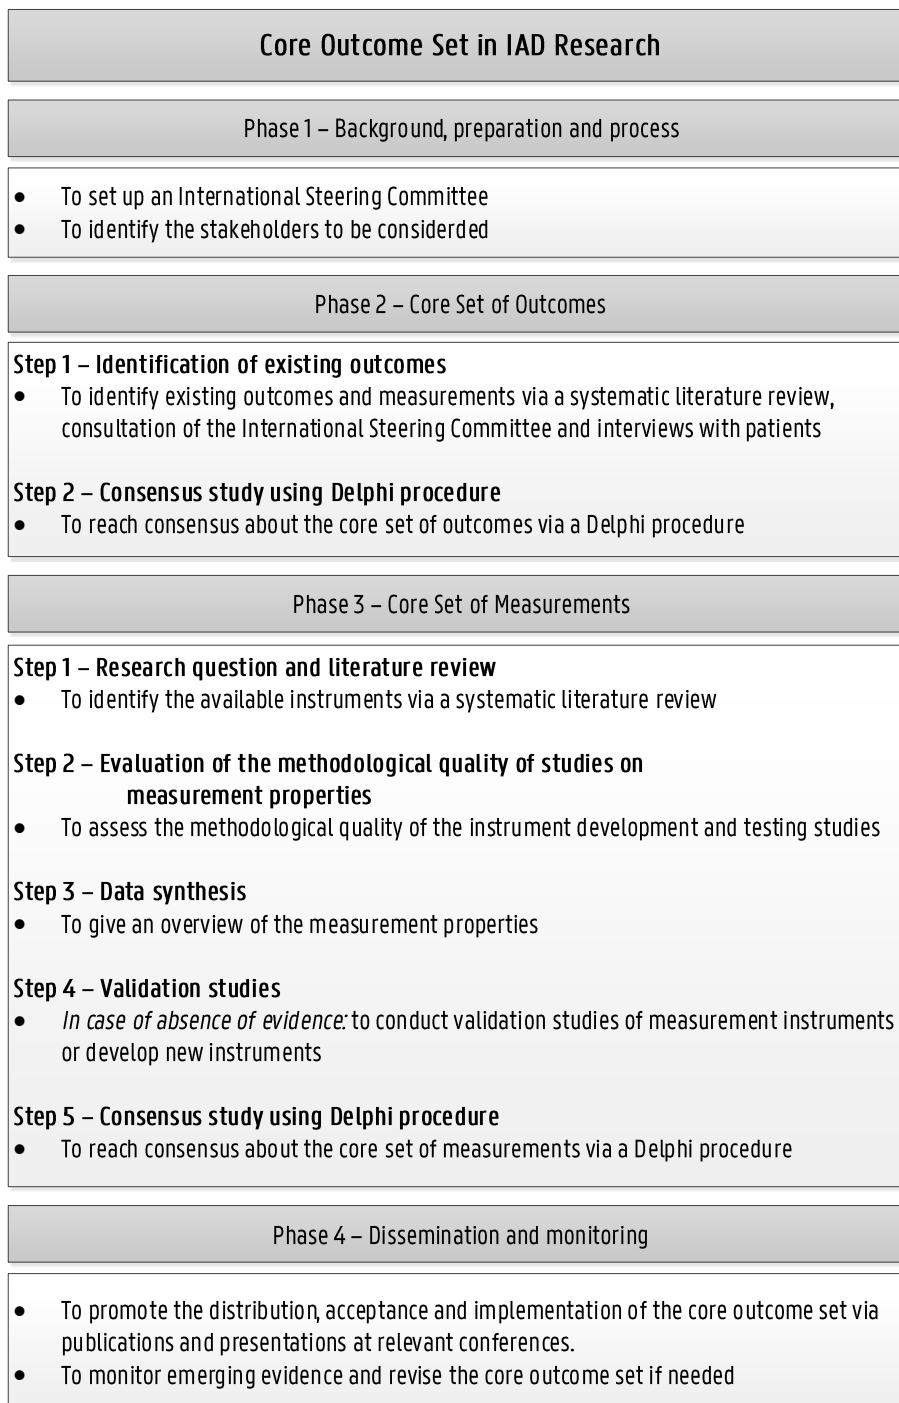 Core Outcome Set in IAD Research
Phase 1 – Background, preparation and process
• To set up an International Steering Committee
• To identify the stakeholders to be considerded
Phase 2 – Core Set of Outcomes
Step 1 – Identification of existing outcomes
• To identify existing outcomes and measurements via a systematic literature review,
consultation of the International Steering Committee and interviews with patients
Step 2 – Consensus study using Delphi procedure
• To reach consensus about the core set of outcomes via a Delphi procedure
Phase 3 – Core Set of Measurements
Step 1 – Research question and literature review
• To identify the available instruments via a systematic literature review
Step 2 – Evaluation of the methodological quality of studies on
measurement properties
• To assess the methodological quality of the instrument development and testing studies
Step 3 – Data synthesis
• To give an overview of the measurement properties
Step 4 – Validation studies
• In case of absence of evidence: to conduct validation studies of measurement instruments
or develop new instruments
Step 5 – Consensus study using Delphi procedure
• To reach consensus about the core set of measurements via a Delphi procedure
Phase 4 – Dissemination and monitoring
• To promote the distribution, acceptance and implementation of the core outcome set via
publications and presentations at relevant conferences.
• To monitor emerging evidence and revise the core outcome set if needed